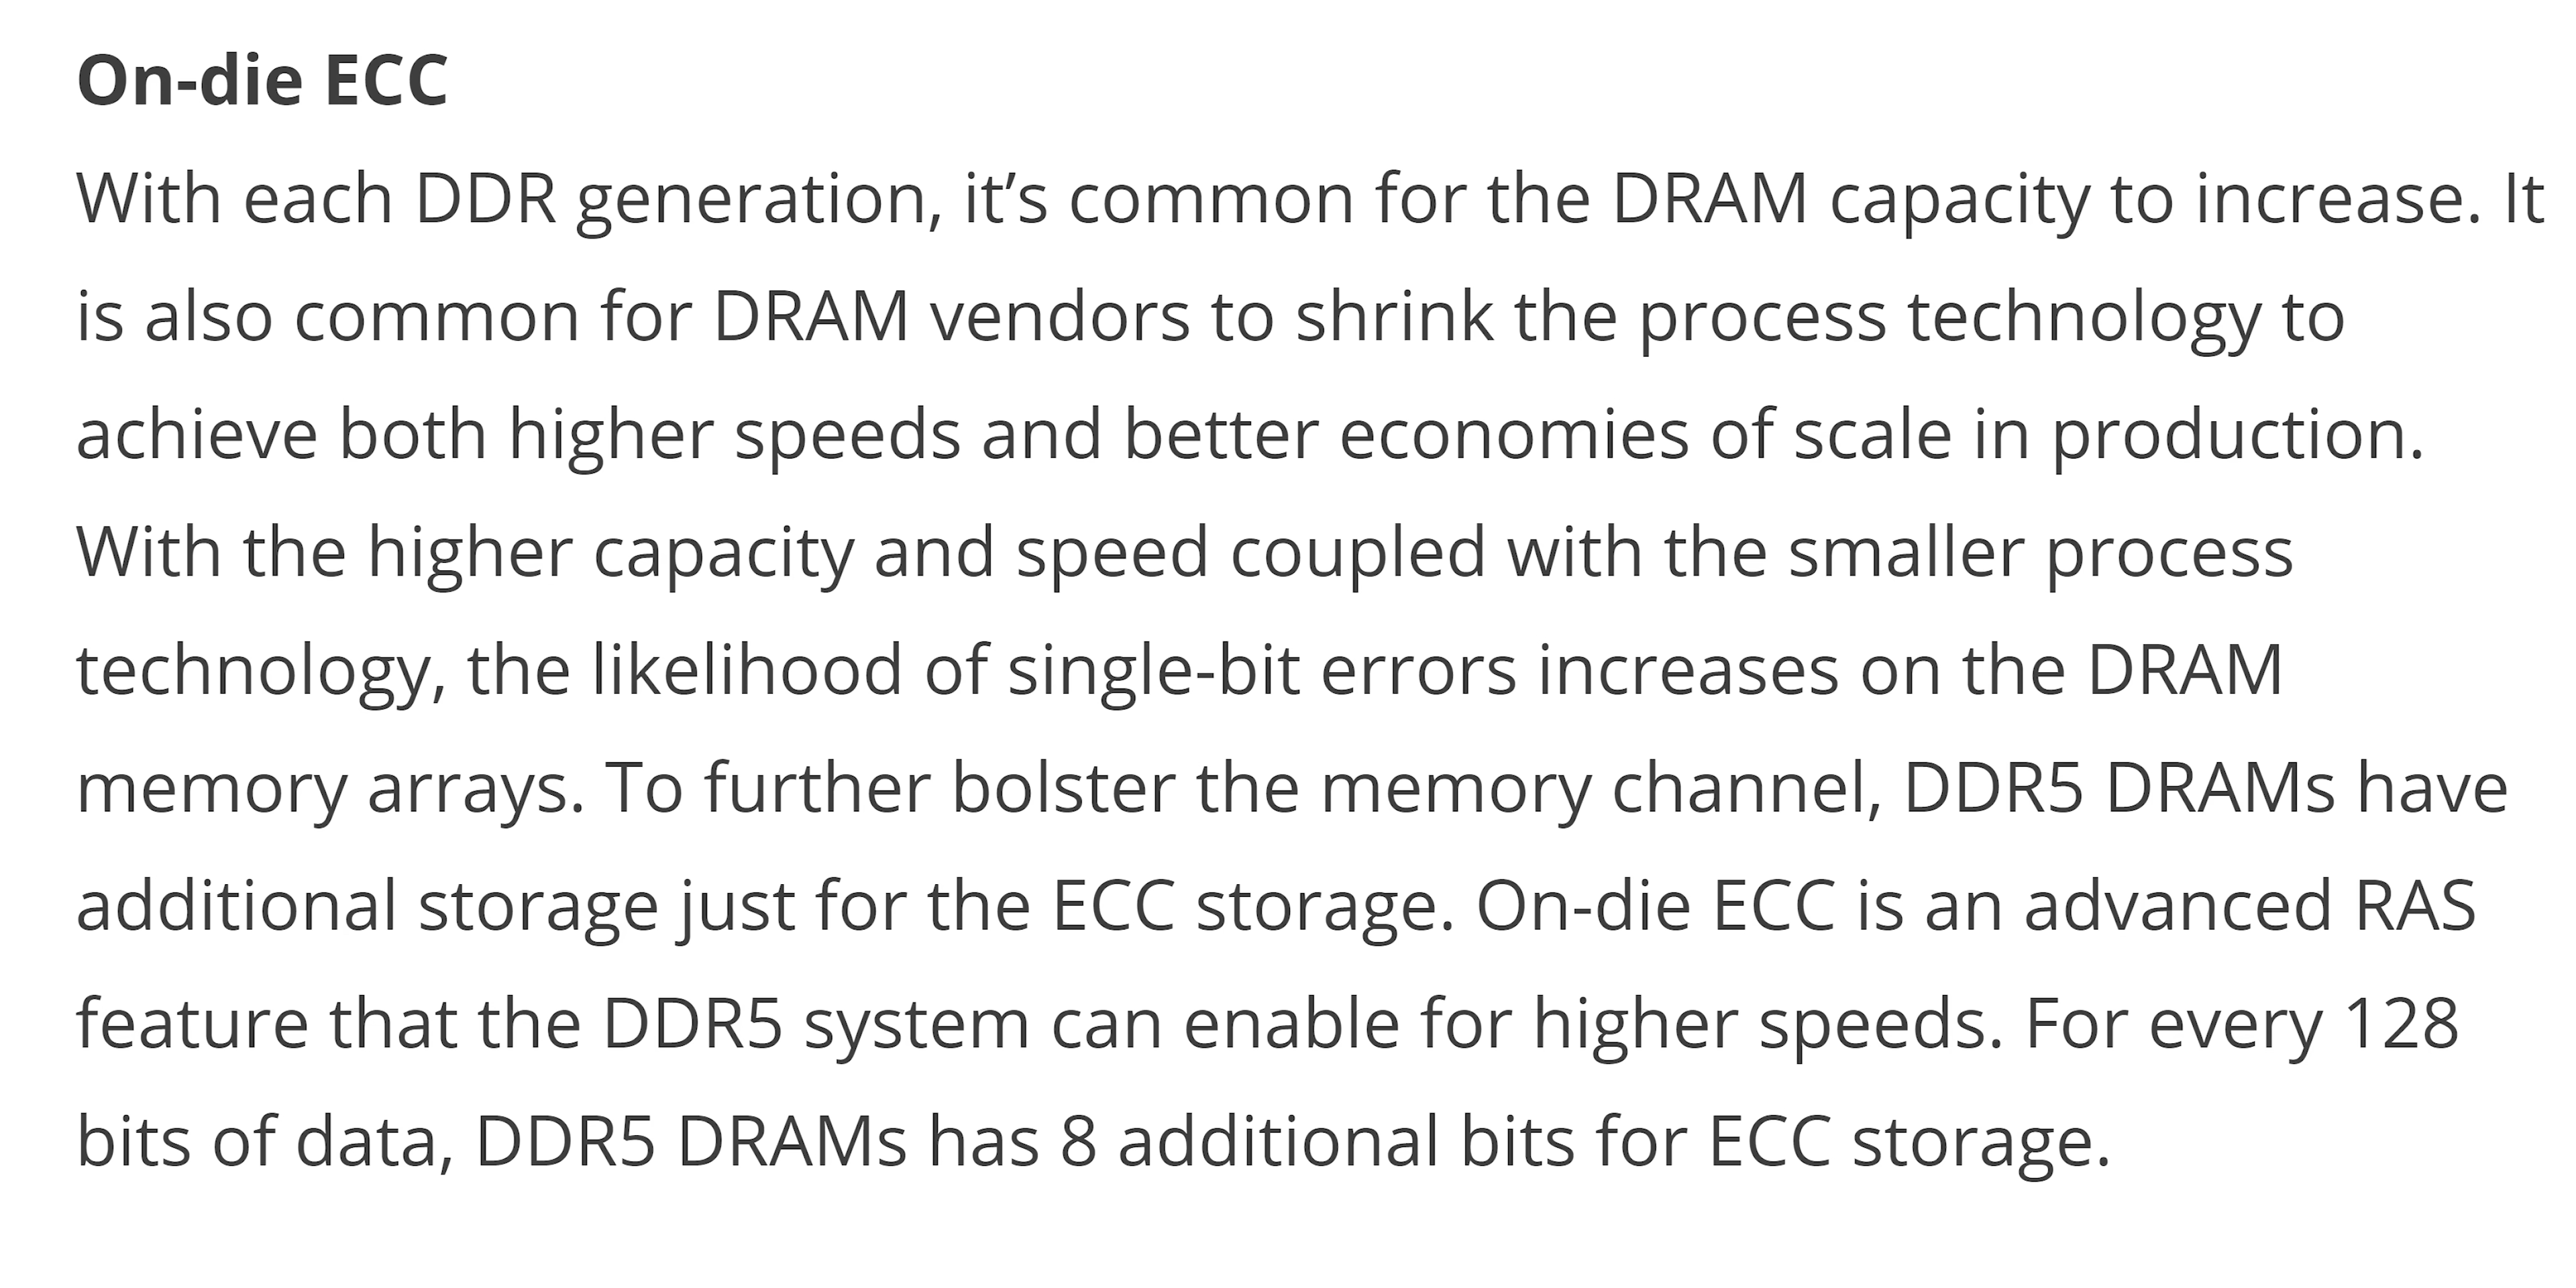 On-die ECC
With each DDR generation, it’s common for the DRAM capacity to increase. It
is also common for DRAM vendors to shrink the process technology to
achieve both higher speeds and better economies of scale in production.
With the higher capacity and speed coupled with the smaller process
technology, the likelihood of single-bit errors increases on the DRAM
memory arrays. To further bolster the memory channel, DDR5 DRAMs have
additional storage just for the ECC storage. On-die ECC is an advanced RAS
feature that the DDR5 system can enable for higher speeds. For every 128
bits of data, DDR5 DRAMs has 8 additional bits for ECC storage.